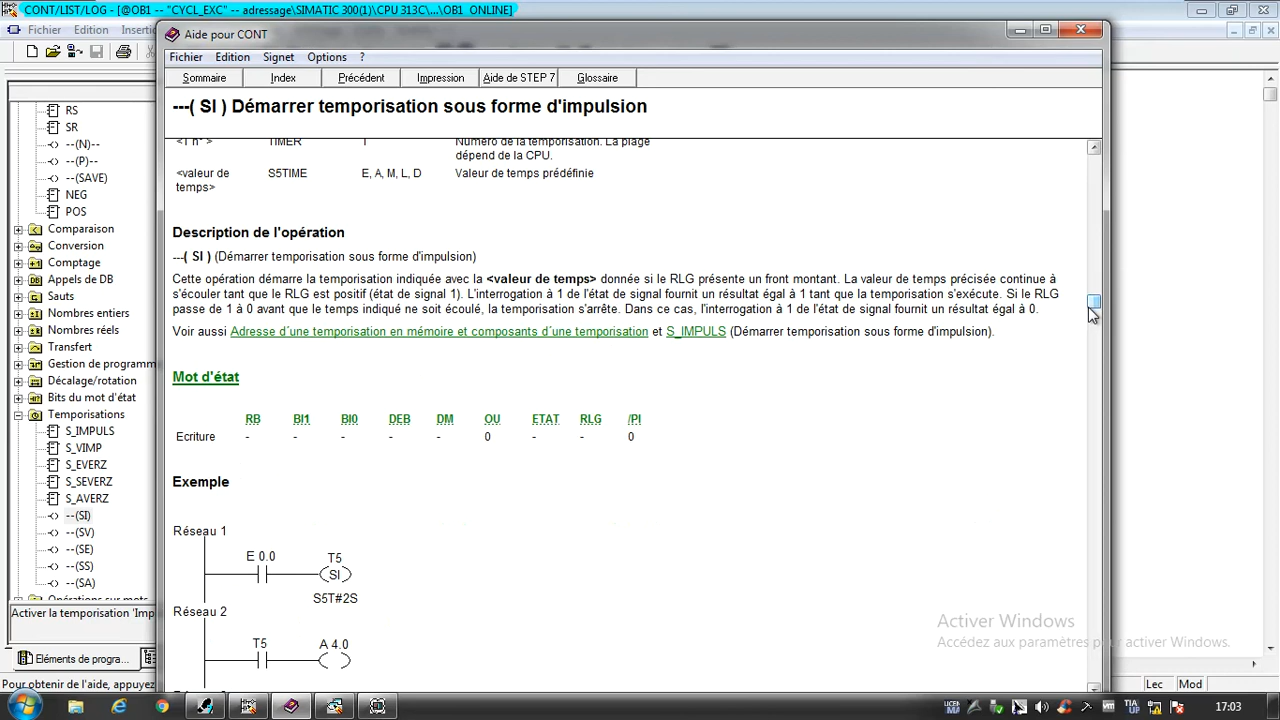 CONT/LIST/LOG - [@OB1 -- "CYCL_EXC" -- adressage\SIMATIC 300(1)\CPU 313C\...\OB1 ONLINE]
Fichier Edition Insertion
Aide pour CONT
Fichier Edition Signet Options ?
Sommaire Index Précédent Impression Aide de STEP 7 Glossaire
---( SI ) Démarrer temporisation sous forme d'impulsion
<T n° > TIMER T Numéro de la temporisation. La plage
dépend de la CPU.
<valeur de S5TIME E, A, M, L, D Valeur de temps prédéfinie
temps>
Description de l'opération
---( SI ) (Démarrer temporisation sous forme d'impulsion)
Cette opération démarre la temporisation indiquée avec la <valeur de temps> donnée si le RLG présente un front montant. La valeur de temps précisée continue à
s'écouler tant que le RLG est positif (état de signal 1). L'interrogation à 1 de l'état de signal fournit un résultat égal à 1 tant que la temporisation s'exécute. Si le RLG
passe de 1 à 0 avant que le temps indiqué ne soit écoulé, la temporisation s'arrête. Dans ce cas, l'interrogation à 1 de l'état de signal fournit un résultat égal à 0.
Voir aussi Adresse d´une temporisation en mémoire et composants d´une temporisation et S_IMPULS (Démarrer temporisation sous forme d'impulsion).
Mot d'état
RB BI1 BI0 DEB DM OU ETAT RLG /PI
Ecriture - - - - - 0 - - 0
Exemple
Réseau 1
E 0.0 T5
SI
S5T#2S
Réseau 2
T5 A 4.0
RS
SR
--(N)--
--(P)--
--(SAVE)
NEG
POS
Comparaison
Conversion
Comptage
Appels de DB
Sauts
Nombres entiers
Nombres réels
Transfert
Gestion de programm
Décalage/rotation
Bits du mot d'état
Temporisations
S_IMPULS
S_VIMP
S_EVERZ
S_SEVERZ
S_AVERZ
--(SI)
--(SV)
--(SE)
--(SS)
--(SA)
Opérations sur mots
Activer la temporisation 'Imp
Eléments de progra...
Pour obtenir de l'aide, appuyez
Activer Windows
Accédez aux paramètres pour activer Windows.
Lec Mod
17:03